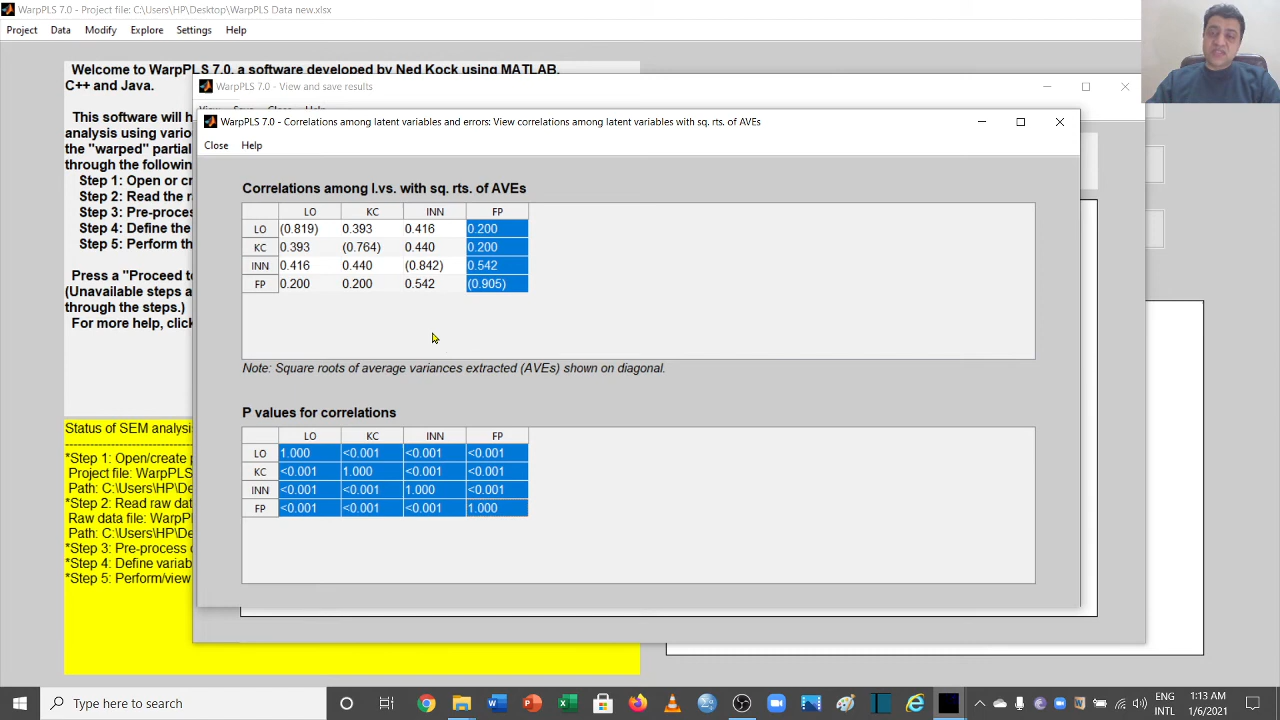 WarpPLS 7.0 - Project file: C:\Users\HP\Desktop\WarpPLS Data new.xlsx
Project Data Modify Explore Settings Help
Welcome to WarpPLS 7.0, a software developed by Ned Kock using MATLAB,
C++ and Java.
WarpPLS 7.0 - View and save results
This software will h
analysis using vario
the "warped" partial
through the followin
Step 1: Open or cr
Step 2: Read the ra
Step 3: Pre-proces
Step 4: Define the
Step 5: Perform th
Press a "Proceed to
(Unavailable steps a
through the steps.)
For more help, click
WarpPLS 7.0 - Correlations among latent variables and errors: View correlations among latent variables with sq. rts. of AVEs
Close Help
Correlations among l.vs. with sq. rts. of AVEs
LO KC INN FP
LO (0.819) 0.393 0.416 0.200
KC 0.393 (0.764) 0.440 0.200
INN 0.416 0.440 (0.842) 0.542
FP 0.200 0.200 0.542 (0.905)
Note: Square roots of average variances extracted (AVEs) shown on diagonal.
P values for correlations
LO KC INN FP
LO 1.000 <0.001 <0.001 <0.001
KC <0.001 1.000 <0.001 <0.001
INN <0.001 <0.001 1.000 <0.001
FP <0.001 <0.001 <0.001 1.000
Status of SEM analysi
*Step 1: Open/create p
Project file: WarpPLS
Path: C:\Users\HP\De
*Step 2: Read raw dat
Raw data file: WarpP
Path: C:\Users\HP\De
*Step 3: Pre-process d
*Step 4: Define variab
*Step 5: Perform/view
Type here to search
ENG
INTL
1:13 AM
1/6/2021